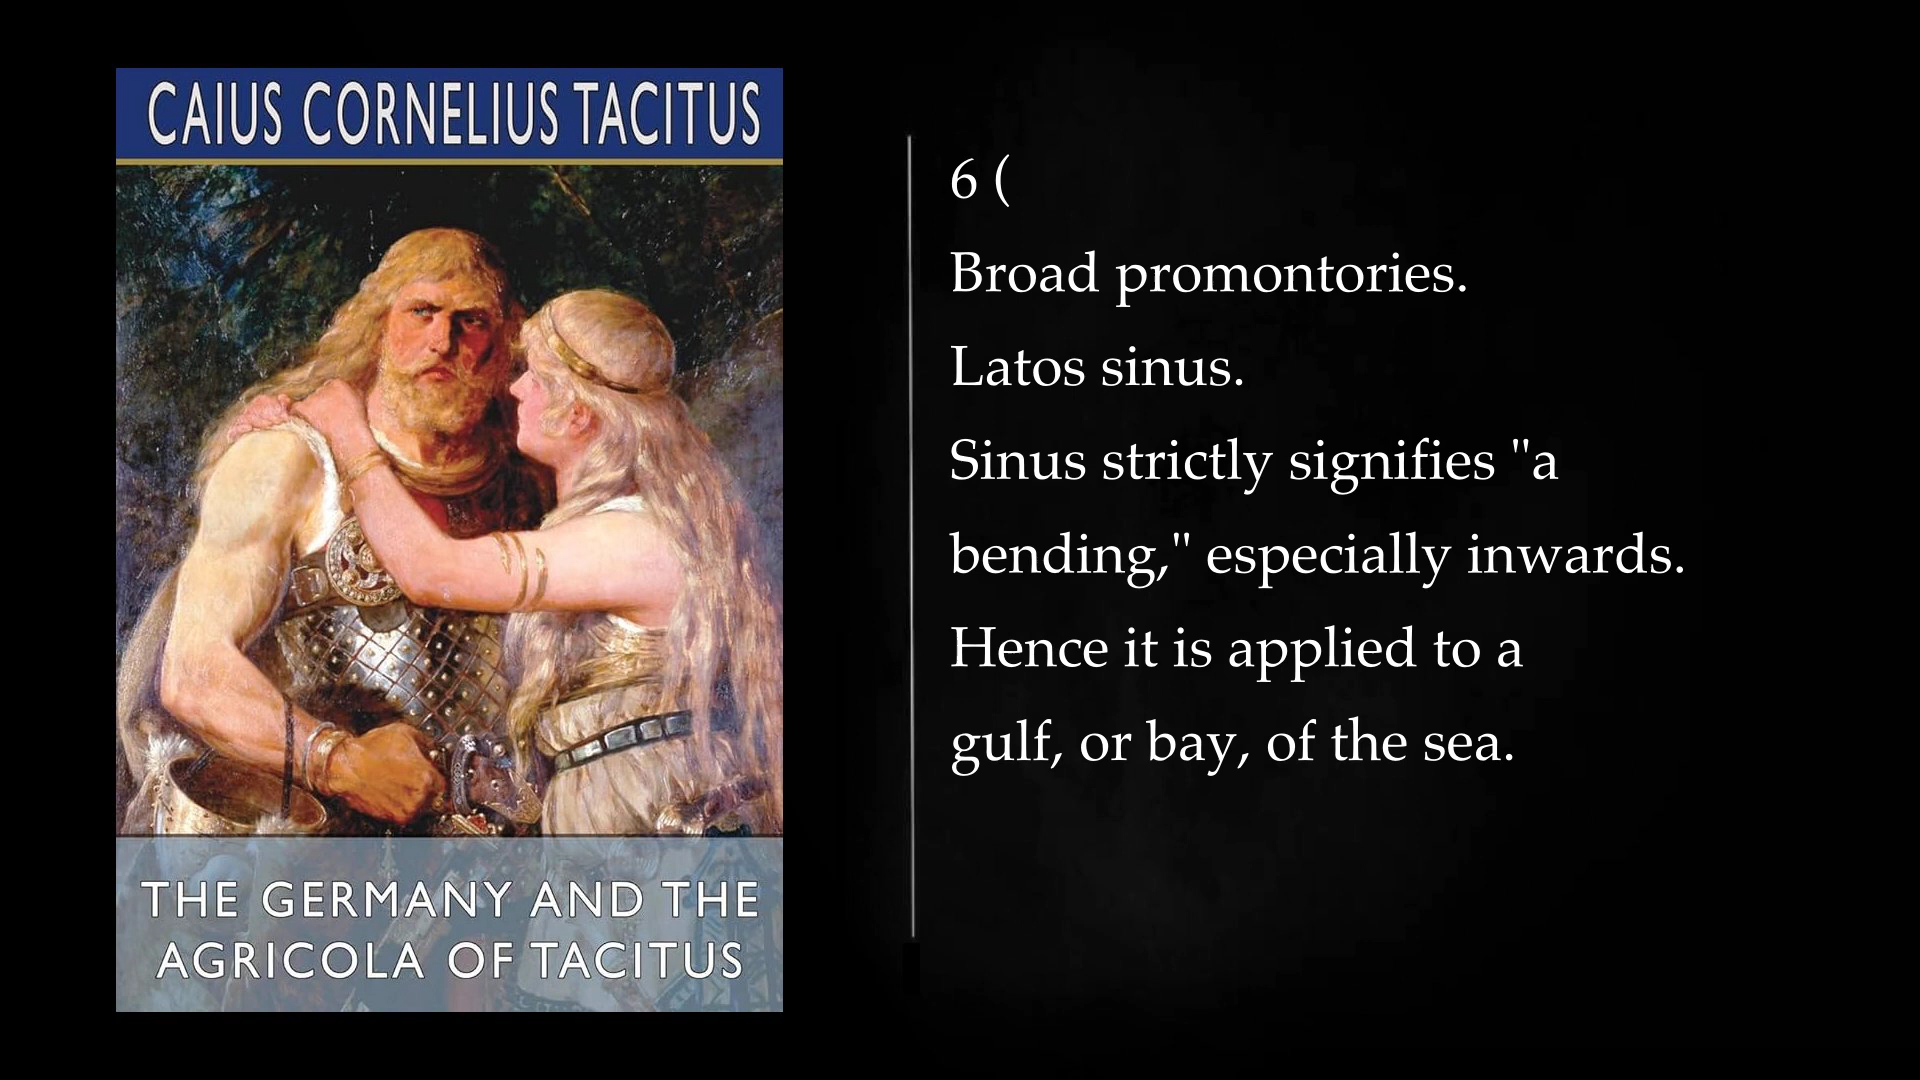 CAIUS CORNELIUS TACITUS
THE GERMANY AND THE
AGRICOLA OF TACITUS
6 (
Broad promontories.
Latos sinus.
Sinus strictly signifies "a
bending," especially inwards.
Hence it is applied to a
gulf, or bay, of the sea.